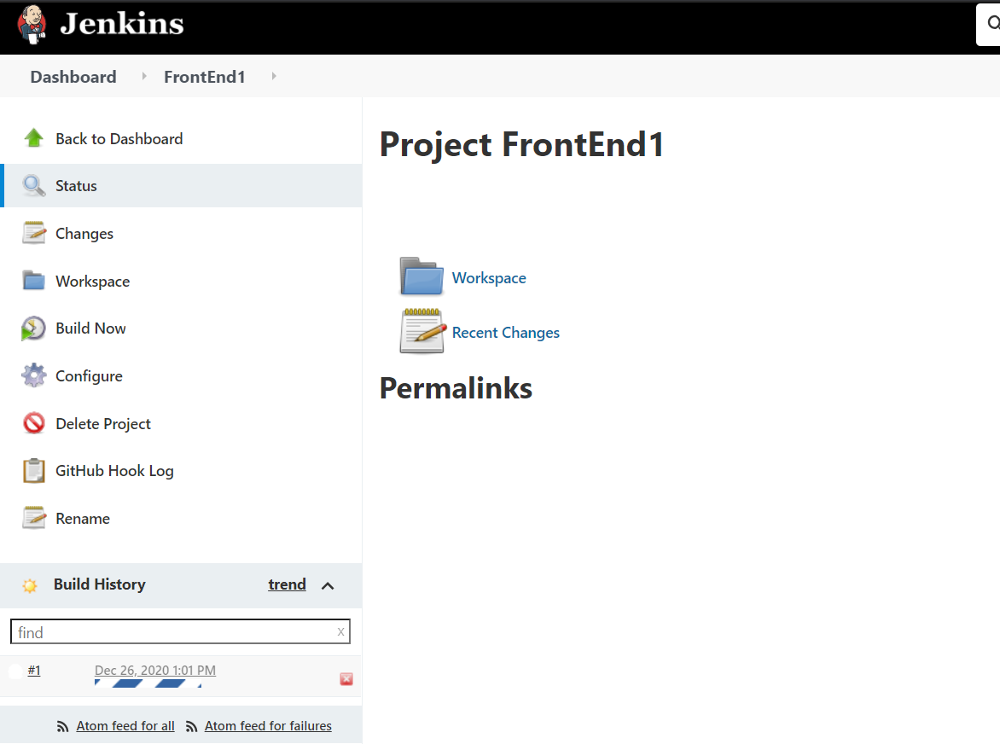 Jenkins
Dashboard FrontEnd1
Back to Dashboard
Status
Changes
Workspace
Build Now
Configure
Delete Project
GitHub Hook Log
Rename
Build History trend
find x
#1 Dec 26, 2020 1:01 PM
Atom feed for all Atom feed for failures
Project FrontEnd1
Workspace
Recent Changes
Permalinks